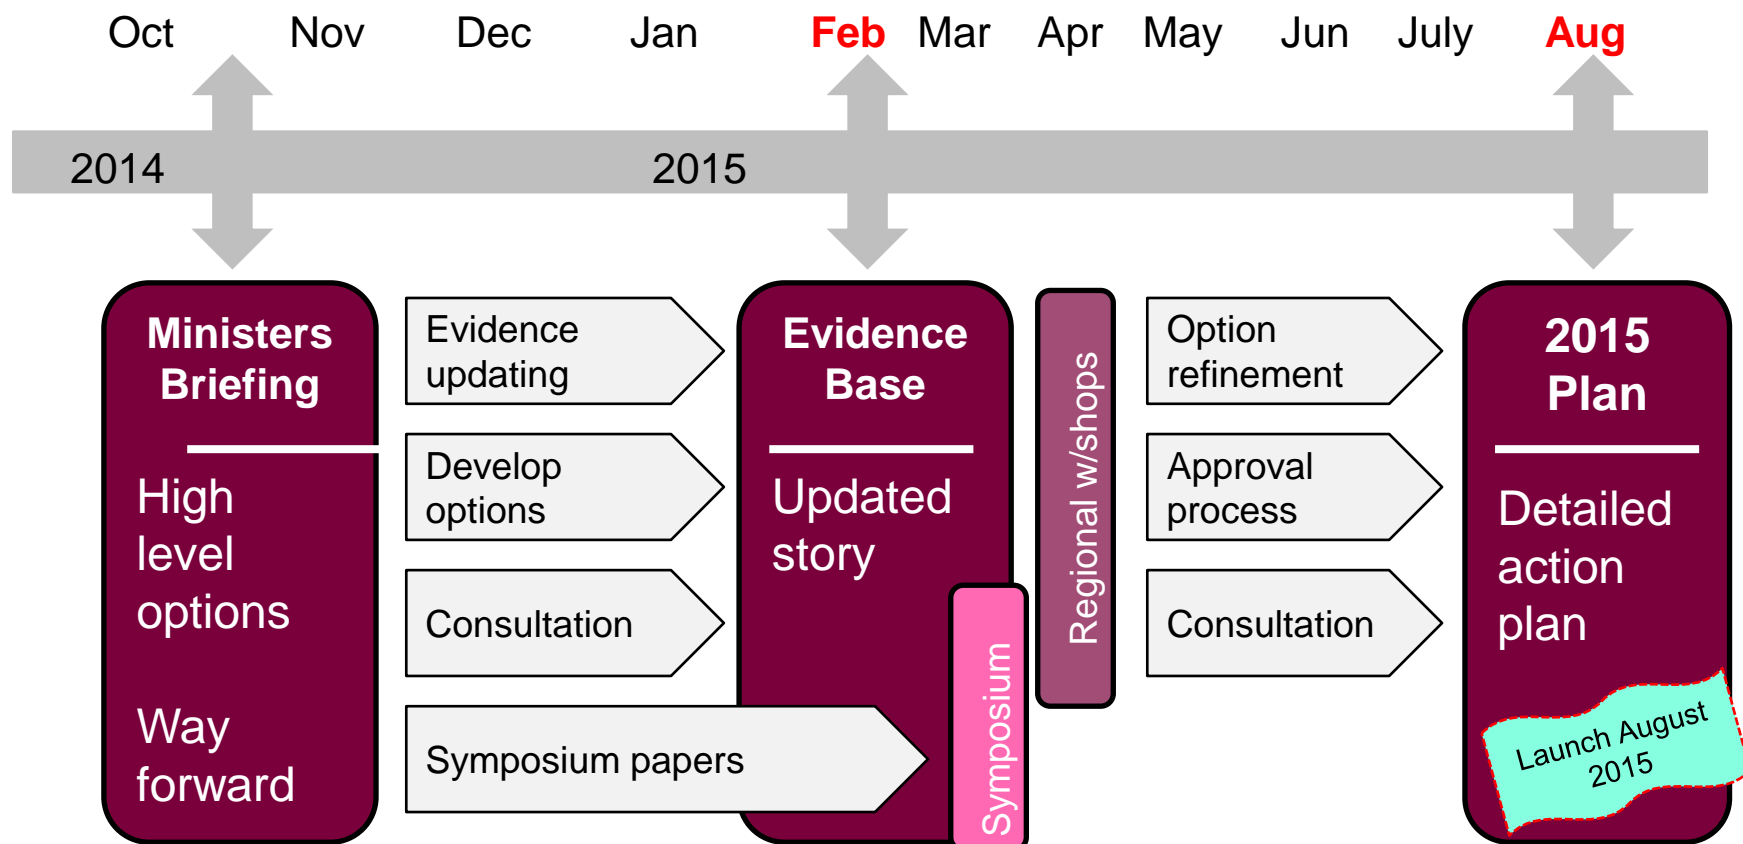 Oct Nov Dec Jan Feb Mar Apr May Jun July Aug
2014 2015
Ministers
Briefing
High
level
options
Way
forward
Evidence
updating
Develop
options
Consultation
Symposium papers
Evidence
Base
Updated
story
Symposium
Regional w/shops
Option
refinement
Approval
process
Consultation
2015
Plan
Detailed
action
plan
Launch August
2015